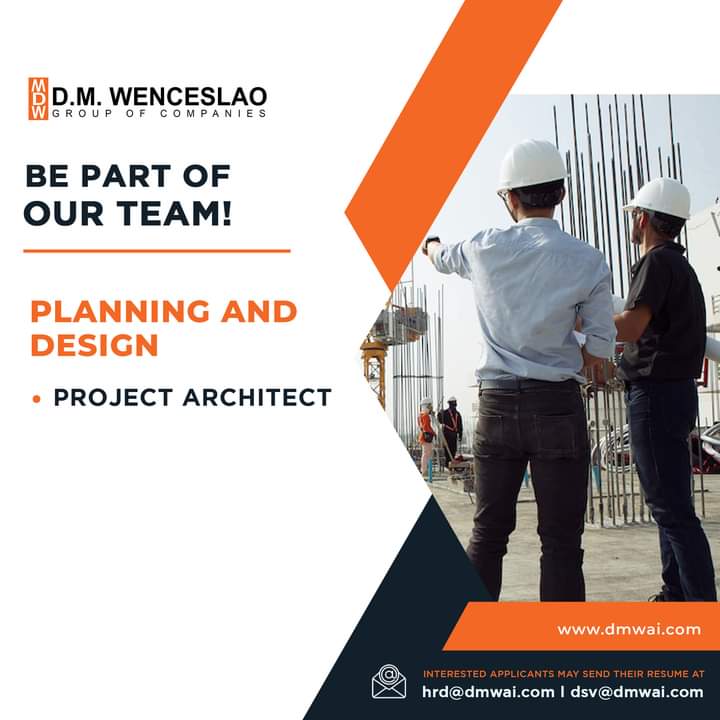 MDW
D.M. WENCESLAO
GROUP OF COMPANIES
BE PART OF
OUR TEAM!
PLANNING AND
DESIGN
• PROJECT ARCHITECT
www.dmwai.com
INTERESTED APPLICANTS MAY SEND THEIR RESUME AT
hrd@dmwai.com | dsv@dmwai.com